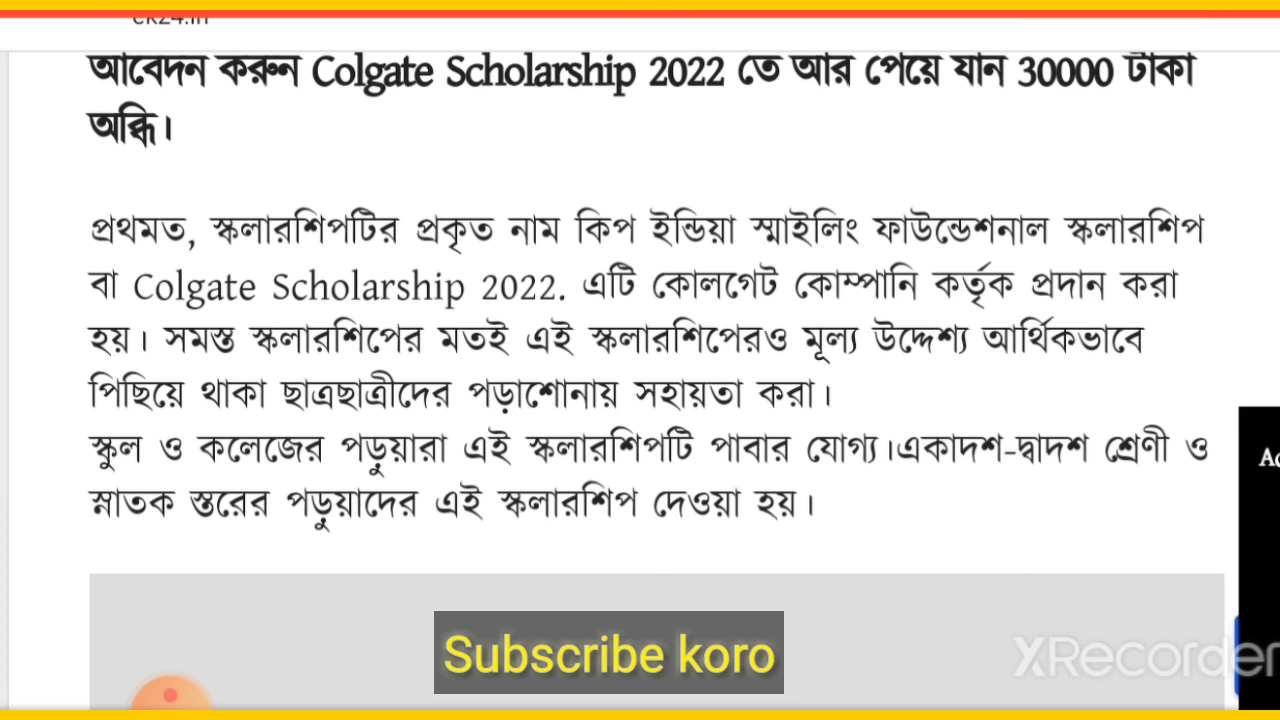 ek24.in
আবেদন করুন Colgate Scholarship 2022 তে আর পেয়ে যান 30000 টাকা
অব্ধি।
প্রথমত, স্কলারশিপটির প্রকৃত নাম কিপ ইন্ডিয়া স্মাইলিং ফাউন্ডেশনাল স্কলারশিপ
বা Colgate Scholarship 2022. এটি কোলগেট কোম্পানি কর্তৃক প্রদান করা
হয়। সমস্ত স্কলারশিপের মতই এই স্কলারশিপেরও মূল্য উদ্দেশ্য আর্থিকভাবে
পিছিয়ে থাকা ছাত্রছাত্রীদের পড়াশোনায় সহায়তা করা।
স্কুল ও কলেজের পড়ুয়ারা এই স্কলারশিপটি পাবার যোগ্য।একাদশ-দ্বাদশ শ্রেণী ও
স্নাতক স্তরের পড়ুয়াদের এই স্কলারশিপ দেওয়া হয়।
Subscribe koro
XRecorder